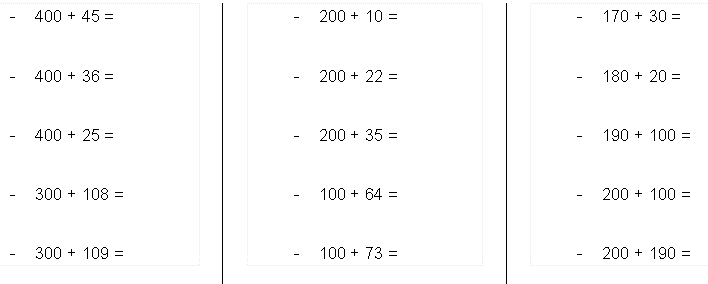 - 400 + 45 =
- 400 + 36 =
- 400 + 25 =
- 300 + 108 =
- 300 + 109 =
- 200 + 10 =
- 200 + 22 =
- 200 + 35 =
- 100 + 64 =
- 100 + 73 =
- 170 + 30 =
- 180 + 20 =
- 190 + 100 =
- 200 + 100 =
- 200 + 190 =